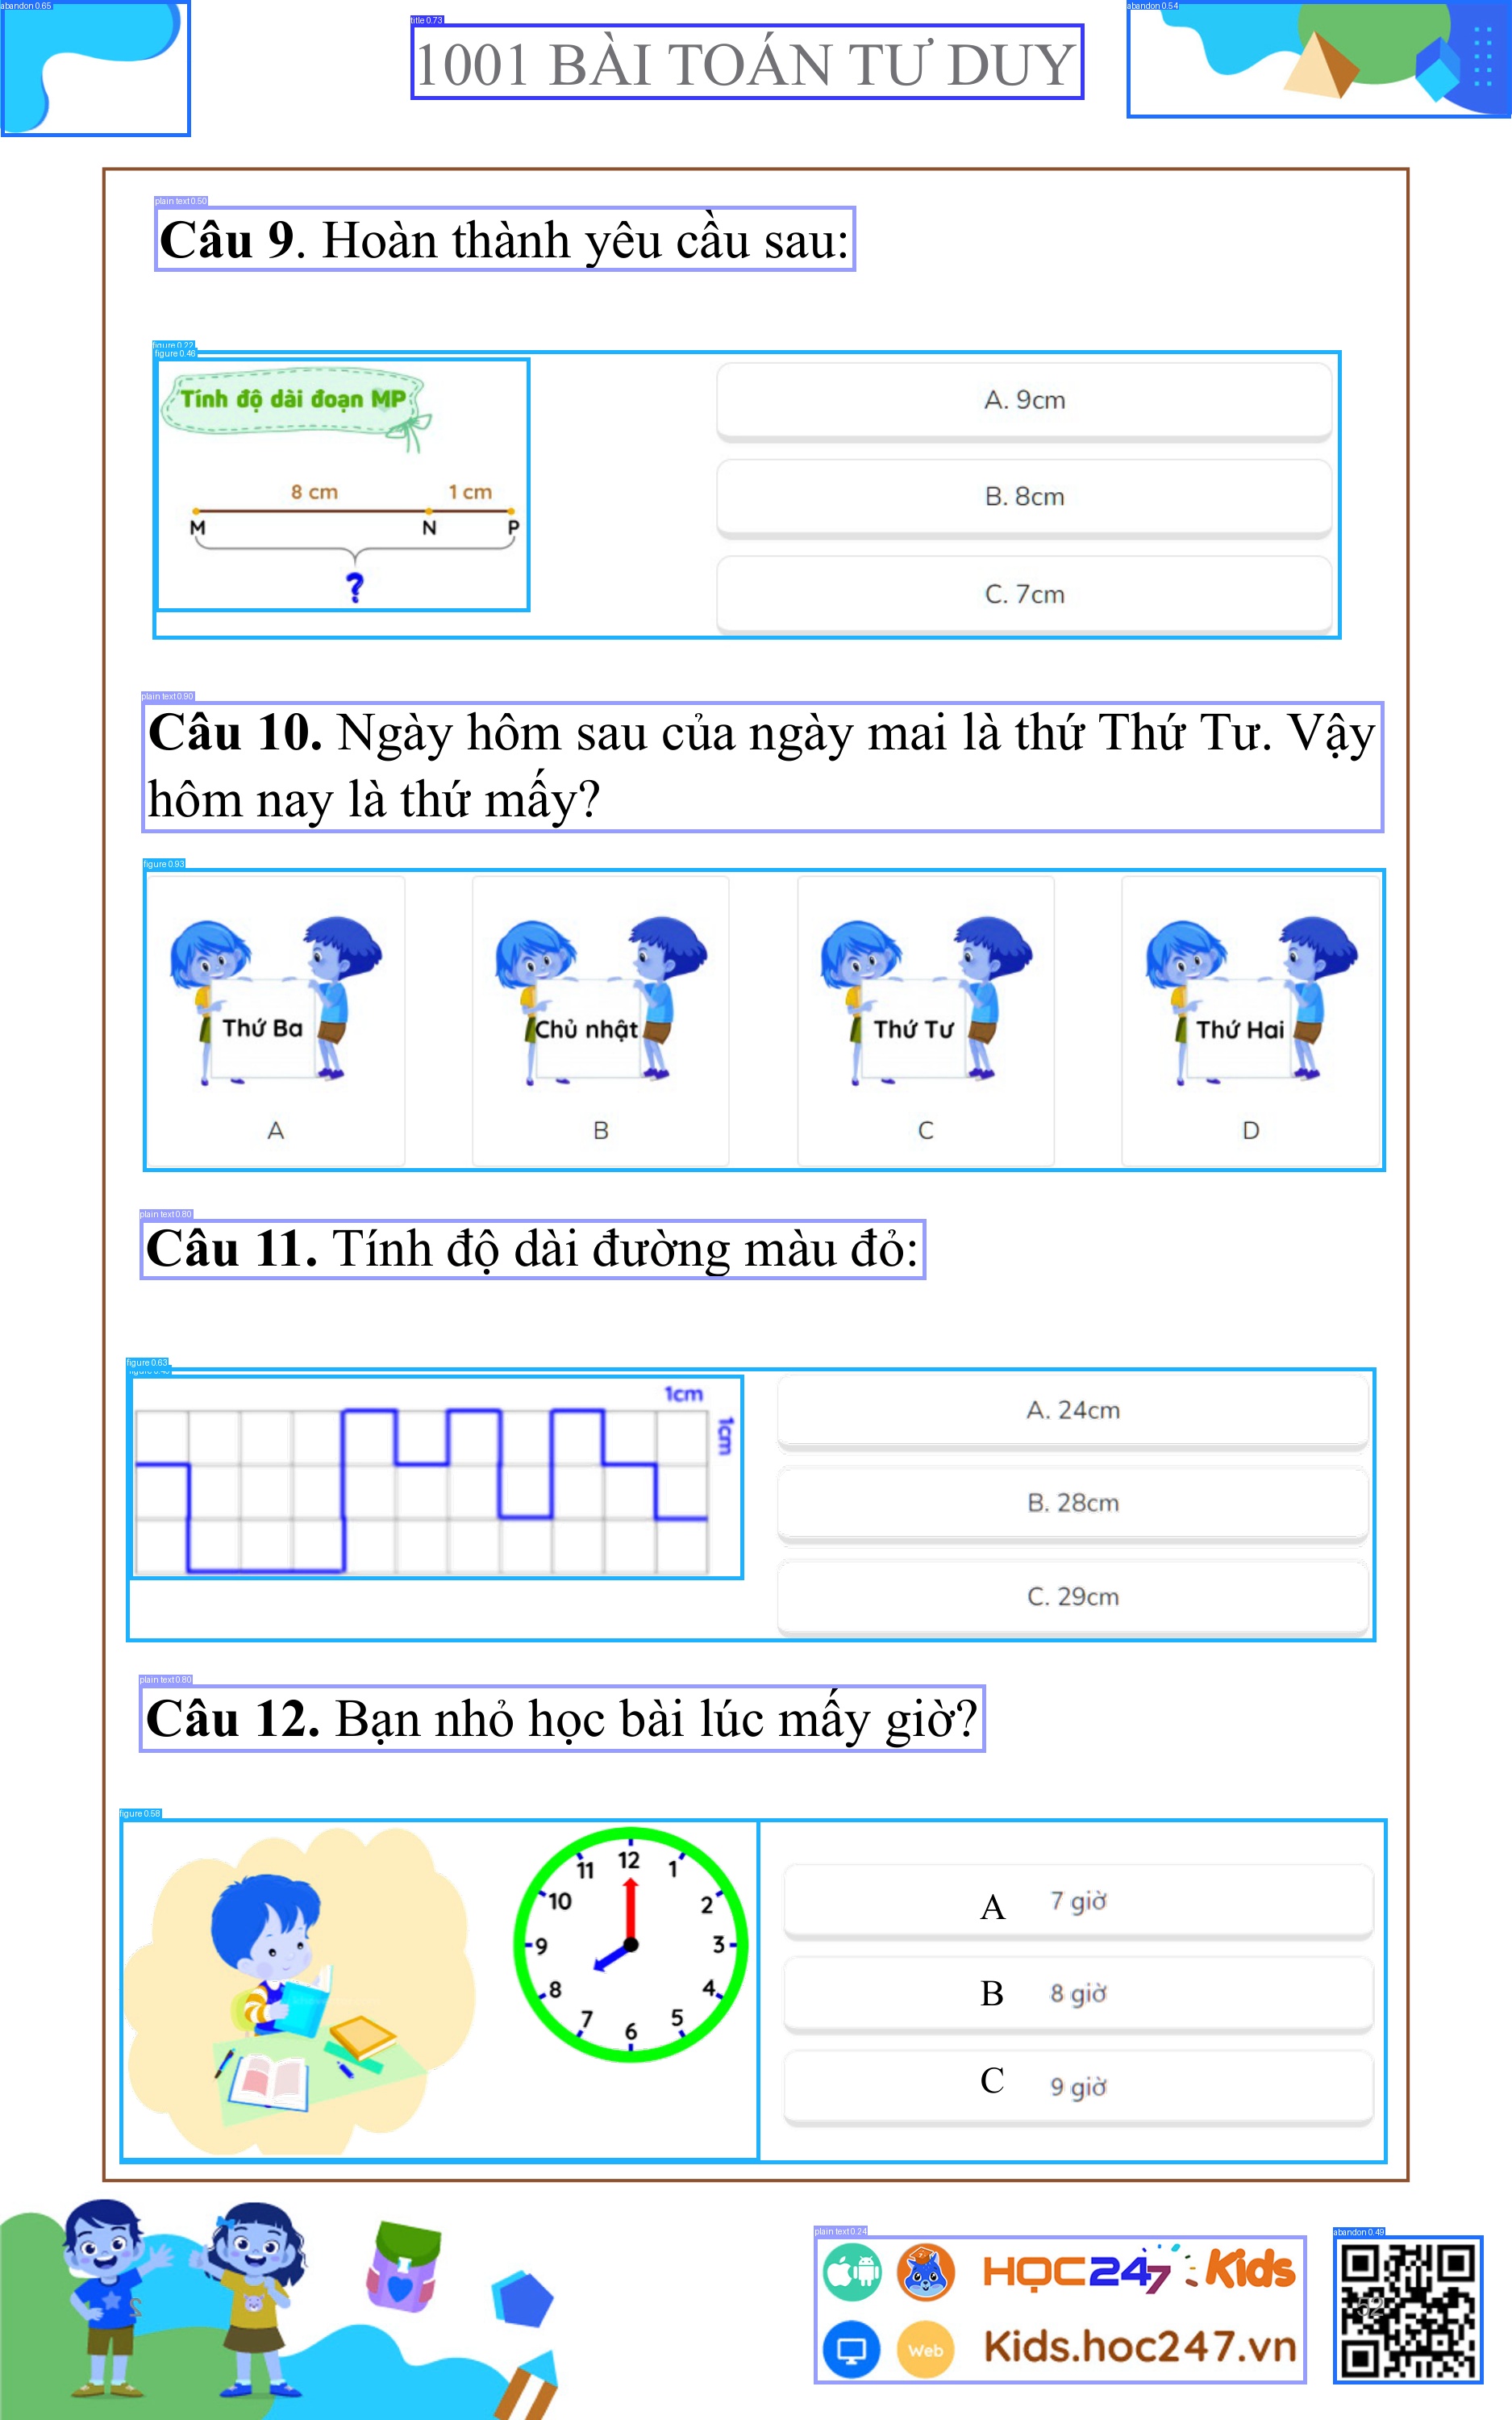 abandon 0.65
title 0.73
abandon 0.54
1001 BÀI TOÁN TƯ DUY
plain text 0.50
Câu 9. Hoàn thành yêu cầu sau:
figure 0.22
figure 0.46
Tính độ dài đoạn MP
8 cm 1 cm
M N P
?
A. 9cm
B. 8cm
C. 7cm
plain text 0.90
Câu 10. Ngày hôm sau của ngày mai là thứ Thứ Tư. Vậy
hôm nay là thứ mấy?
figure 0.93
Thứ Ba Chủ nhật Thứ Tư Thứ Hai
A B C D
plain text 0.80
Câu 11. Tính độ dài đường màu đỏ:
figure 0.63
1cm
1cm
A. 24cm
B. 28cm
C. 29cm
plain text 0.80
Câu 12. Bạn nhỏ học bài lúc mấy giờ?
figure 0.58
12 1 2 3 4 5 6 7 8 9 10 11
A 7 giờ
B 8 giờ
C 9 giờ
plain text 0.24
abandon 0.49
HỌC247 Kids
Web
Kids.hoc247.vn
52